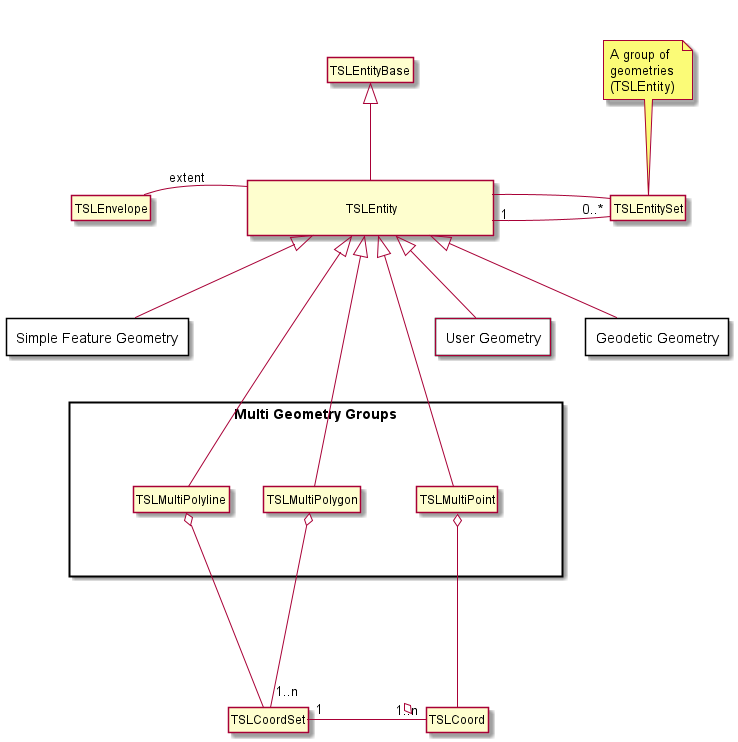 A group of
geometries
(TSLEntity)
TSLEntityBase
extent
TSLEnvelope
TSLEntity
1
0..*
TSLEntitySet
Simple Feature Geometry
User Geometry
Geodetic Geometry
Multi Geometry Groups
TSLMultiPolyline
TSLMultiPolygon
TSLMultiPoint
1..n
TSLCoordSet
1
1..n
TSLCoord